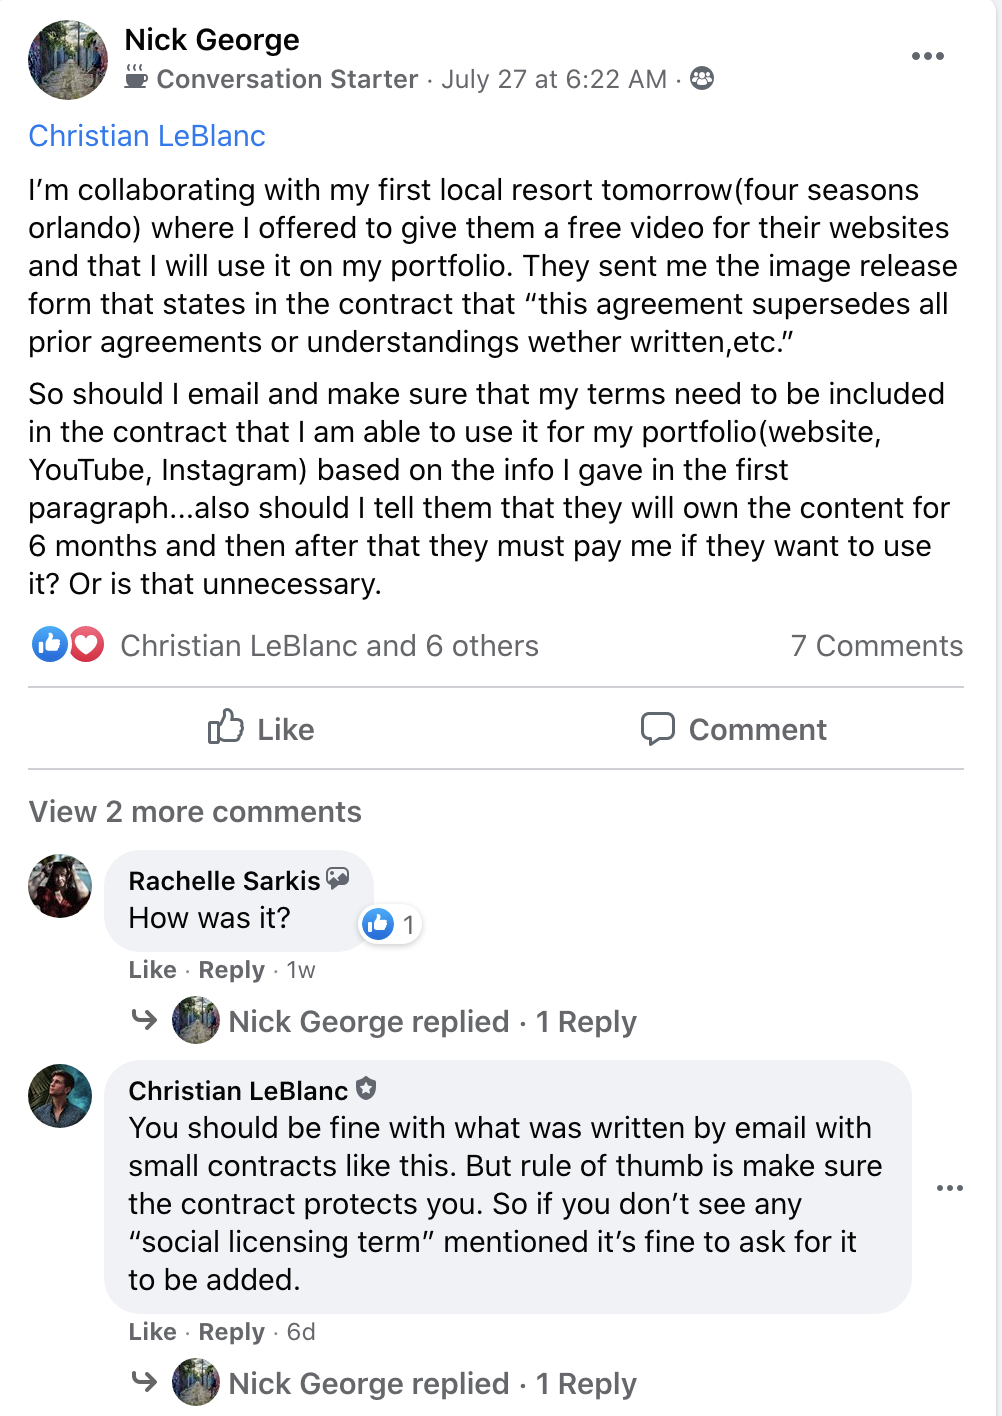 Nick George
Conversation Starter · July 27 at 6:22 AM ·
Christian LeBlanc
I’m collaborating with my first local resort tomorrow(four seasons
orlando) where I offered to give them a free video for their websites
and that I will use it on my portfolio. They sent me the image release
form that states in the contract that “this agreement supersedes all
prior agreements or understandings wether written,etc.”
So should I email and make sure that my terms need to be included
in the contract that I am able to use it for my portfolio(website,
YouTube, Instagram) based on the info I gave in the first
paragraph...also should I tell them that they will own the content for
6 months and then after that they must pay me if they want to use
it? Or is that unnecessary.
Christian LeBlanc and 6 others 7 Comments
Like Comment
View 2 more comments
Rachelle Sarkis
How was it?
1
Like · Reply · 1w
Nick George replied · 1 Reply
Christian LeBlanc
You should be fine with what was written by email with
small contracts like this. But rule of thumb is make sure
the contract protects you. So if you don’t see any
“social licensing term” mentioned it’s fine to ask for it
to be added.
Like · Reply · 6d
Nick George replied · 1 Reply